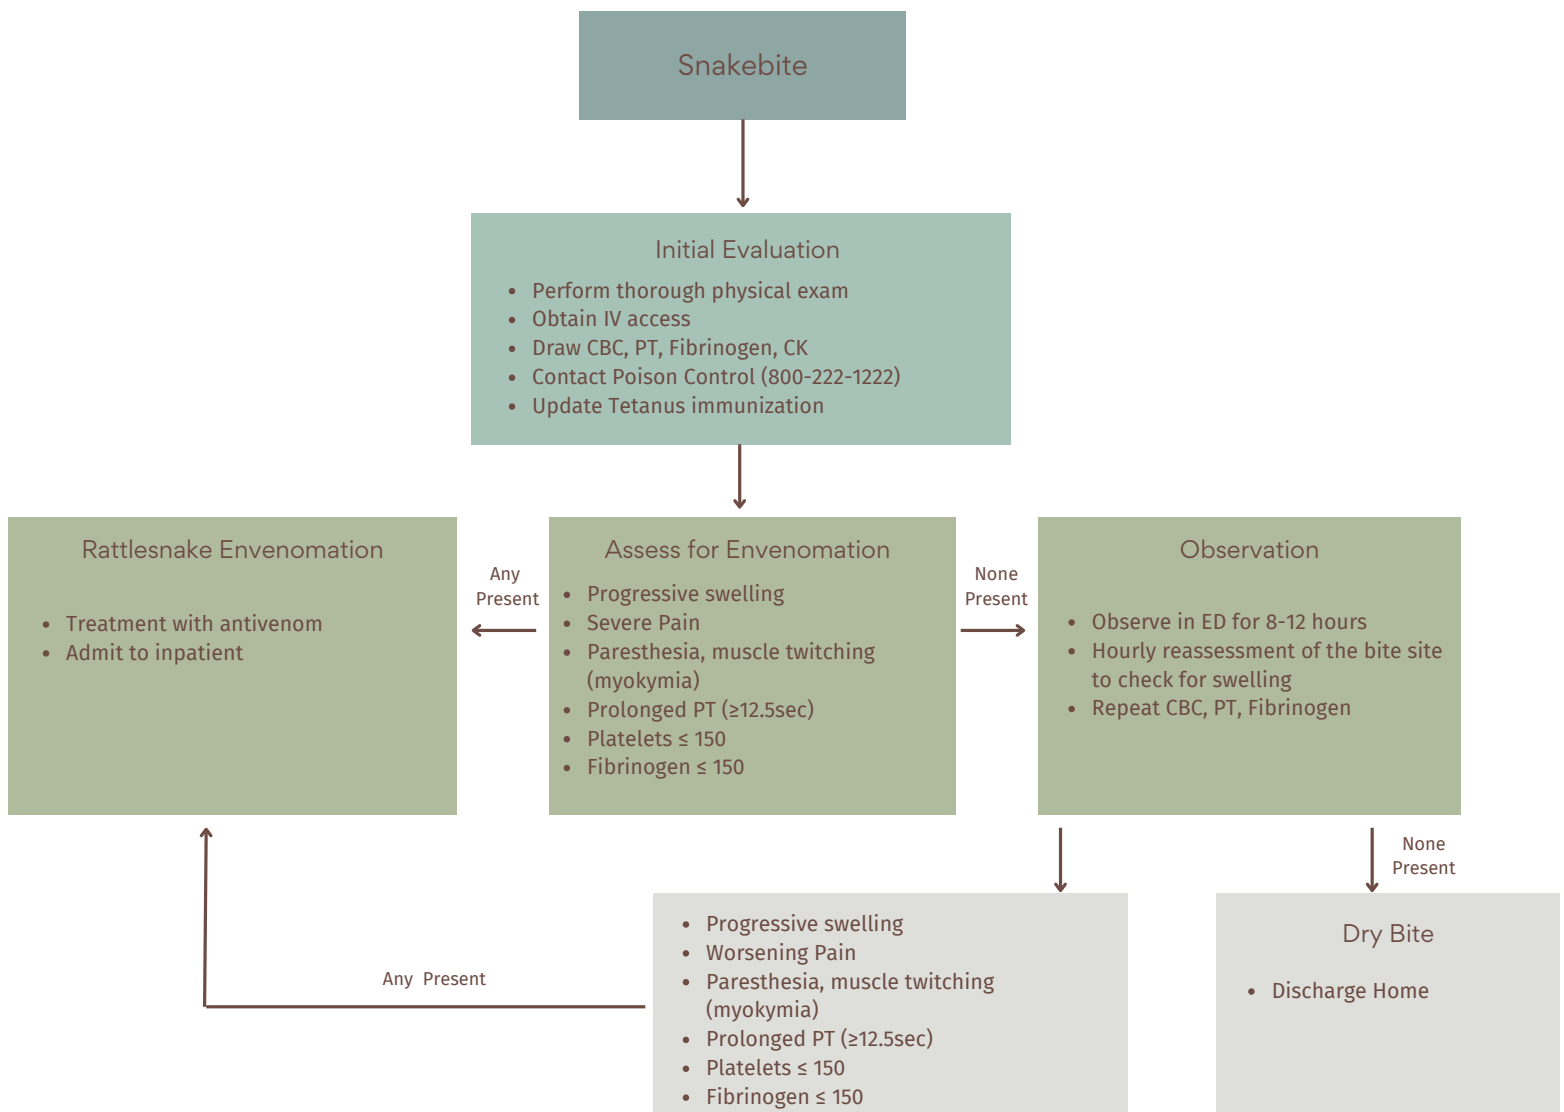 Snakebite
Initial Evaluation
• Perform thorough physical exam
• Obtain IV access
• Draw CBC, PT, Fibrinogen, CK
• Contact Poison Control (800-222-1222)
• Update Tetanus immunization
Rattlesnake Envenomation
• Treatment with antivenom
• Admit to inpatient
Any
Present
Assess for Envenomation
• Progressive swelling
• Severe Pain
• Paresthesia, muscle twitching
(myokymia)
• Prolonged PT (≥12.5sec)
• Platelets ≤ 150
• Fibrinogen ≤ 150
None
Present
Observation
• Observe in ED for 8-12 hours
• Hourly reassessment of the bite site
to check for swelling
• Repeat CBC, PT, Fibrinogen
None
Present
Any Present
• Progressive swelling
• Worsening Pain
• Paresthesia, muscle twitching
(myokymia)
• Prolonged PT (≥12.5sec)
• Platelets ≤ 150
• Fibrinogen ≤ 150
Dry Bite
• Discharge Home